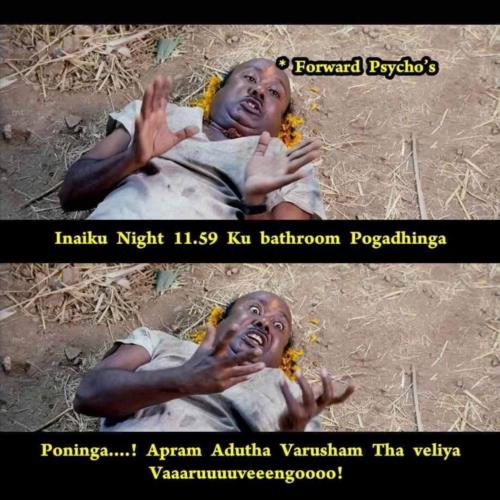 * Forward Psycho's
Inaiku Night 11.59 Ku bathroom Pogadhinga
Poninga....! Apram Adutha Varusham Tha veliya
Vaaaruuuuveeengoooo!